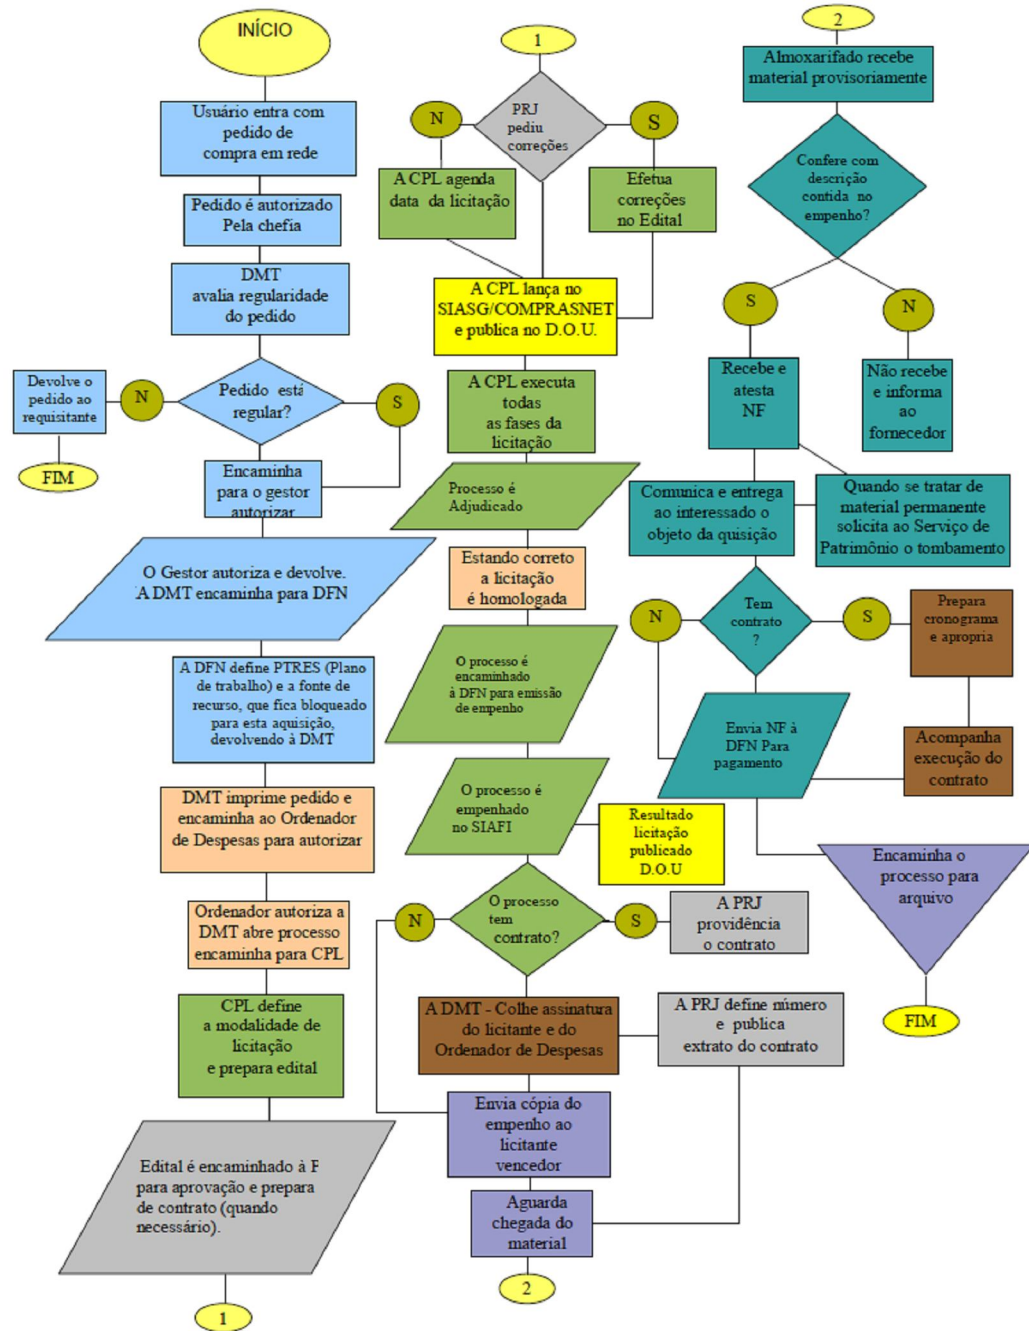 INÍCIO
Usuário entra com
pedido de
compra em rede
Pedido é autorizado
Pela chefia
DMT
avalia regularidade
do pedido
Pedido está
regular?
N
S
Devolve o
pedido ao
requisitante
FIM
Encaminha
para o gestor
autorizar
O Gestor autoriza e devolve.
A DMT encaminha para DFN
A DFN define PTRES (Plano
de trabalho) e a fonte de
recurso, que fica bloqueado
para esta aquisição,
devolvendo à DMT
DMT imprime pedido e
encaminha ao Ordenador
de Despesas para autorizar
Ordenador autoriza a
DMT abre processo
encaminha para CPL
CPL define
a modalidade de
licitação
e prepara edital
Edital é encaminhado à F
para aprovação e prepara
de contrato (quando
necessário).
1
1
PRJ
pediu
correções
N
S
A CPL agenda
data da licitação
Efetua
correções
no Edital
A CPL lança no
SIASG/COMPRASNET
e publica no D.O.U.
A CPL executa
todas
as fases da
licitação
Processo é
Adjudicado
Estando correto
a licitação
é homologada
O processo é
encaminhado
à DFN para emissão
de empenho
O processo é
empenhado
no SIAFI
Resultado
licitação
publicado
D.O.U
O processo
tem
contrato?
N
S
A PRJ
providência
o contrato
A DMT - Colhe assinatura
do licitante e do
Ordenador de Despesas
A PRJ define número
e publica
extrato do contrato
Envia cópia do
empenho ao
licitante
vencedor
Aguarda
chegada do
material
2
2
Almoxarifado recebe
material provisoriamente
Confere com
descrição
contida no
empenho?
S
N
Recebe e
atesta
NF
Não recebe
e informa
ao
fornecedor
Comunica e entrega
ao interessado o
objeto da quisição
Quando se tratar de
material permanente
solicita ao Serviço de
Patrimônio o tombamento
Tem
contrato
?
N
S
Prepara
cronograma
e apropria
Envia NF à
DFN Para
pagamento
Acompanha
execução do
contrato
Encaminha o
processo para
arquivo
FIM